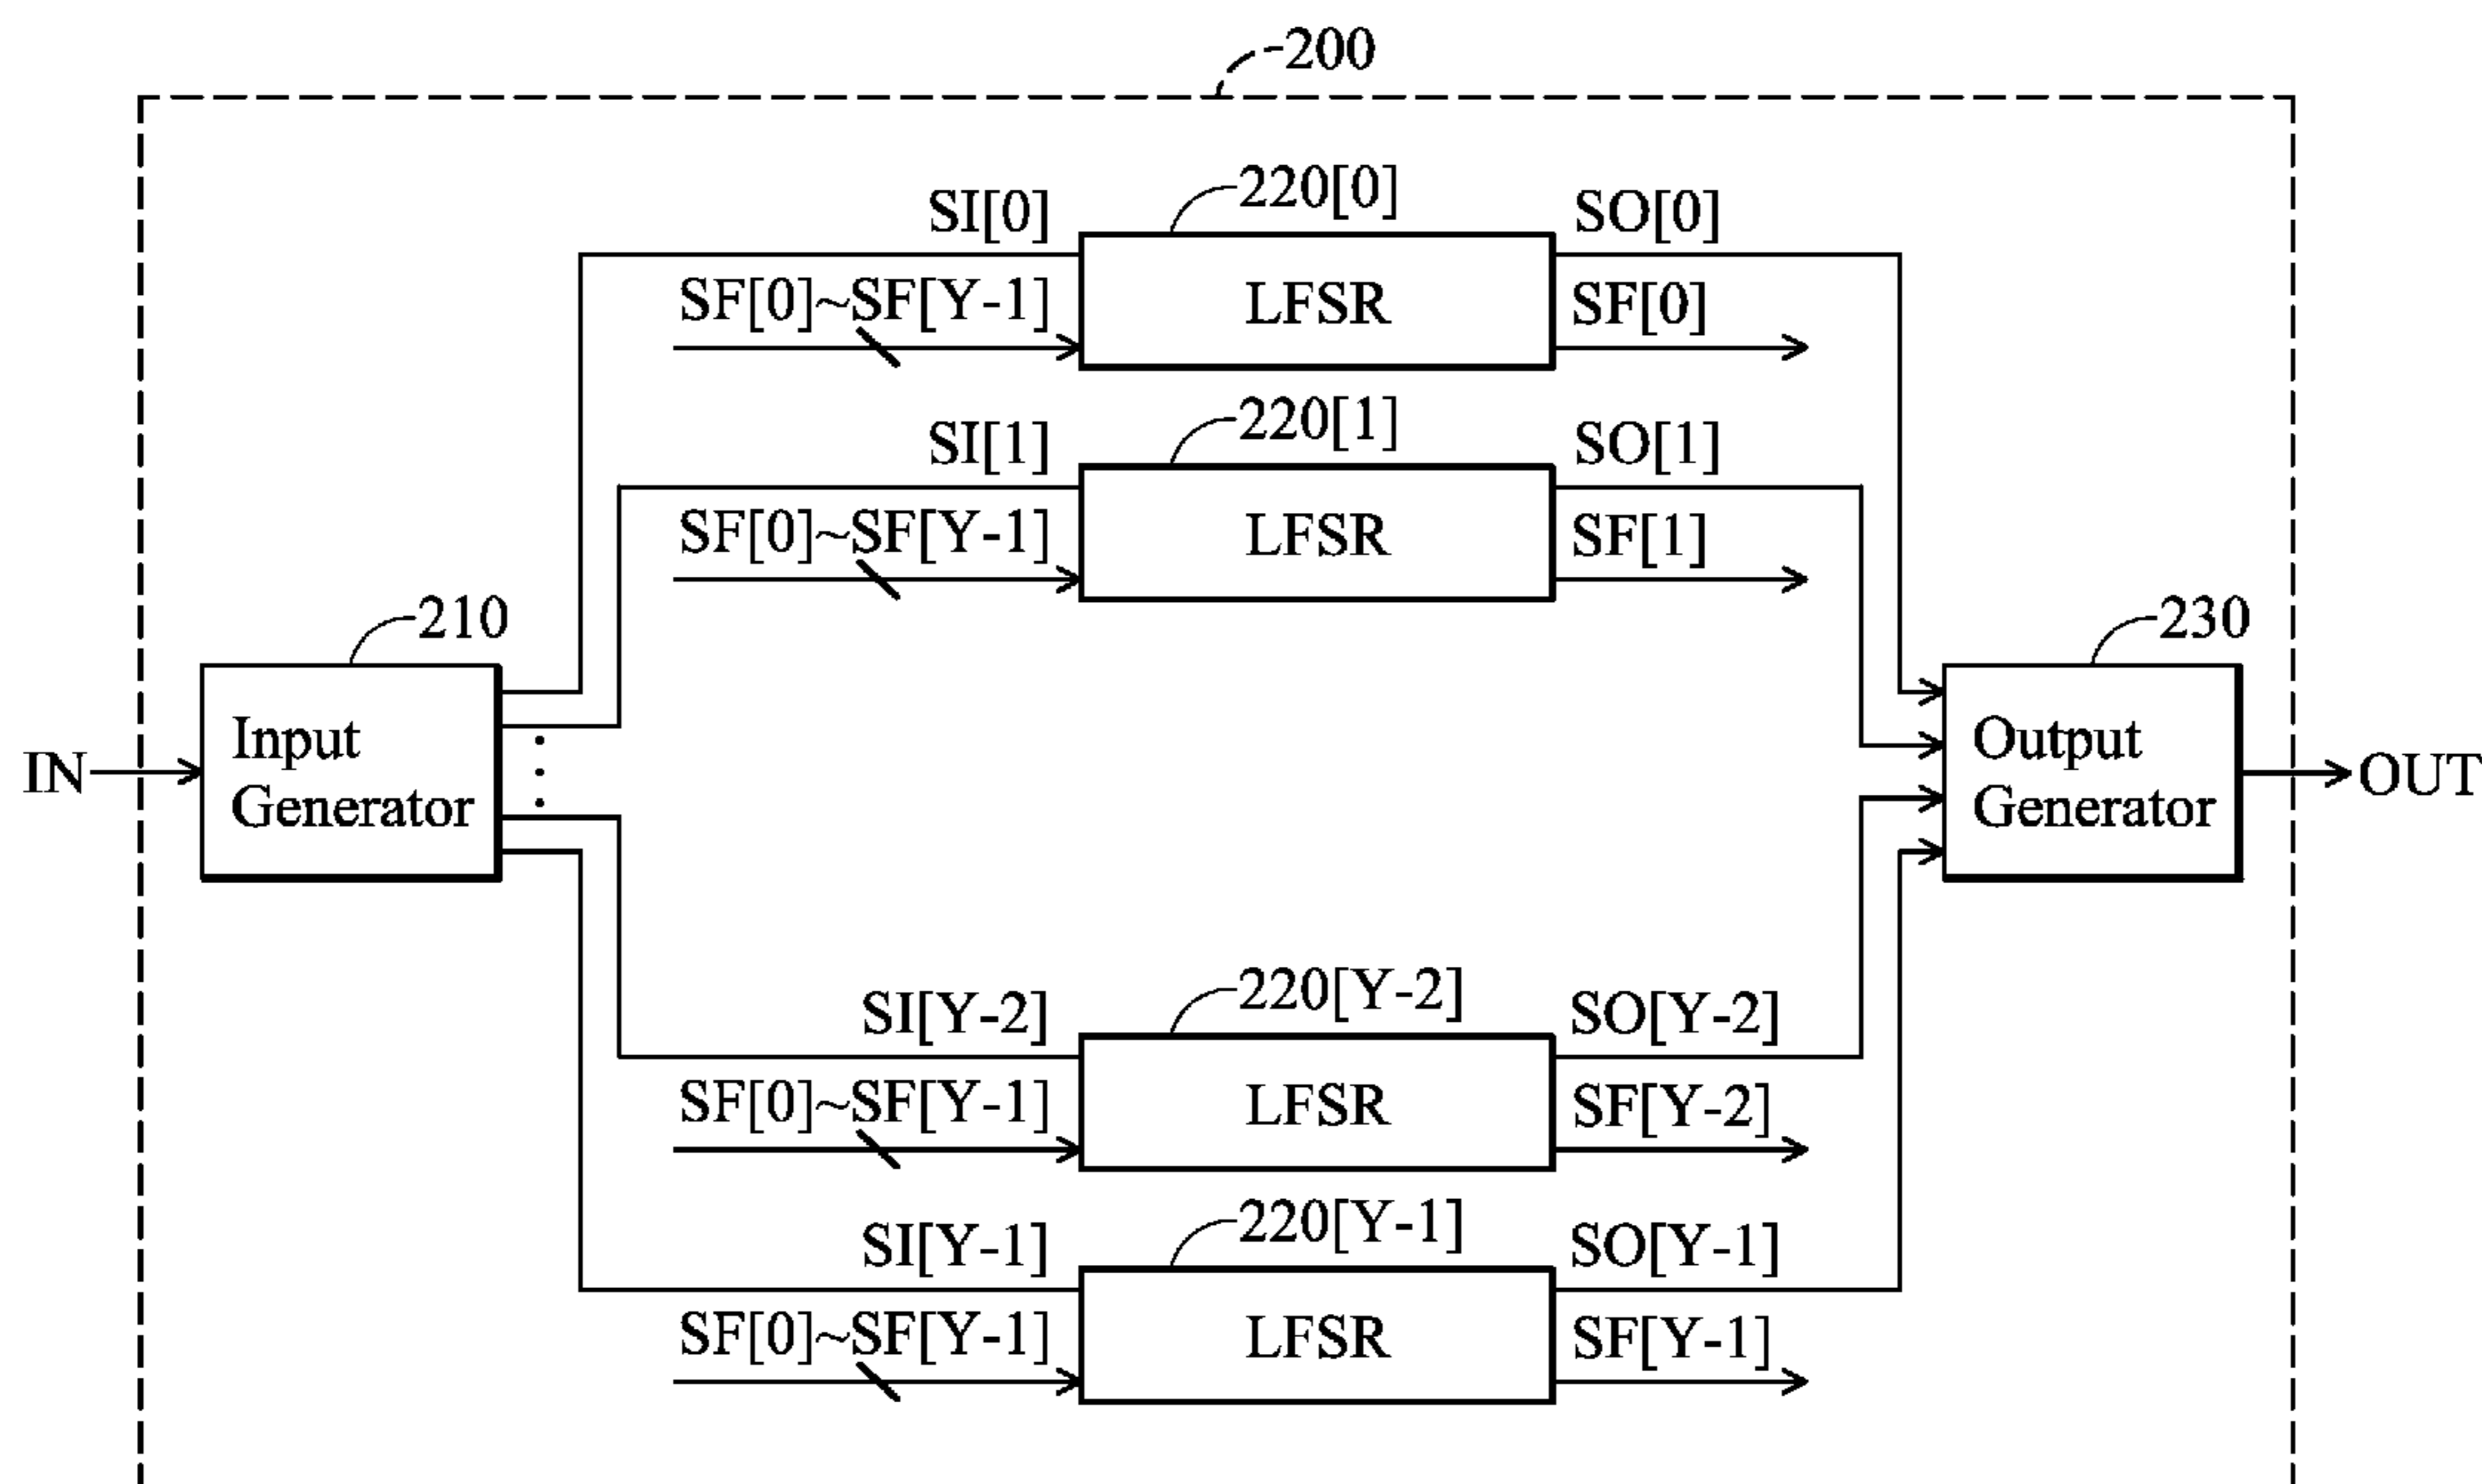 200
220[0]
SI[0]
SO[0]
SF[0]~SF[Y-1]
LFSR
SF[0]
220[1]
SI[1]
SO[1]
SF[0]~SF[Y-1]
LFSR
SF[1]
210
230
IN
Input
Generator
Output
Generator
OUT
220[Y-2]
SI[Y-2]
SO[Y-2]
SF[0]~SF[Y-1]
LFSR
SF[Y-2]
220[Y-1]
SI[Y-1]
SO[Y-1]
SF[0]~SF[Y-1]
LFSR
SF[Y-1]